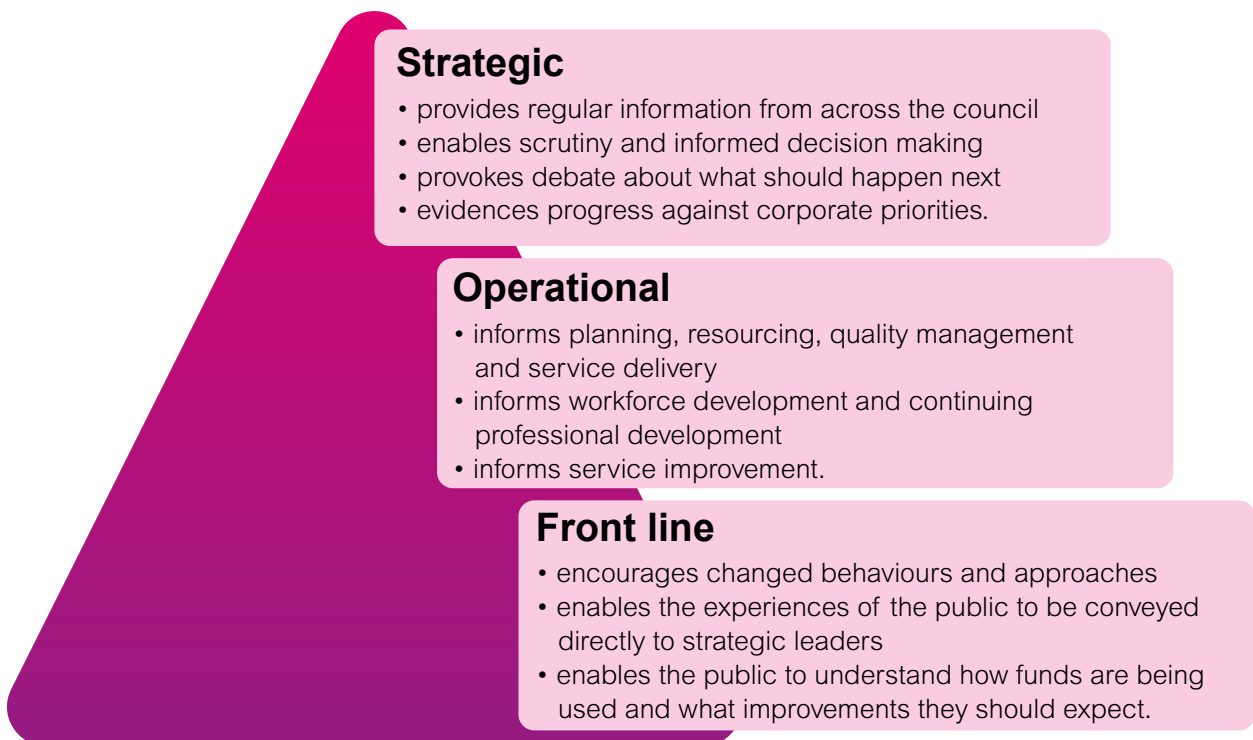 Strategic
• provides regular information from across the council
• enables scrutiny and informed decision making
• provokes debate about what should happen next
• evidences progress against corporate priorities.
Operational
• informs planning, resourcing, quality management
and service delivery
• informs workforce development and continuing
professional development
• informs service improvement.
Front line
• encourages changed behaviours and approaches
• enables the experiences of the public to be conveyed
directly to strategic leaders
• enables the public to understand how funds are being
used and what improvements they should expect.